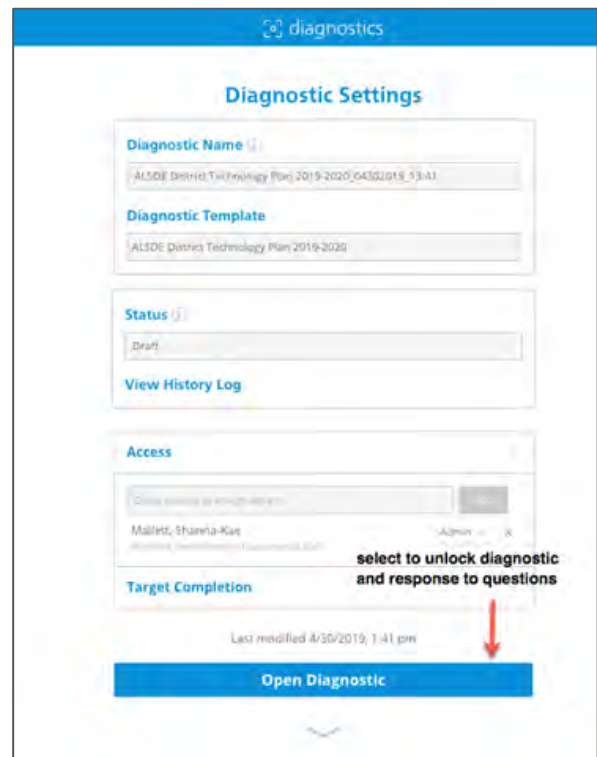 diagnostics
Diagnostic Settings
Diagnostic Name
ALSDE District Technology Plan 2019-2020_04302019_13:41
Diagnostic Template
ALSDE District Technology Plan 2019-2020
Status
Draft
View History Log
Access
Mallett, Shanna-Kae
Admin x
select to unlock diagnostic
and response to questions
Target Completion
Last modified 4/30/2019, 1:41 pm
Open Diagnostic